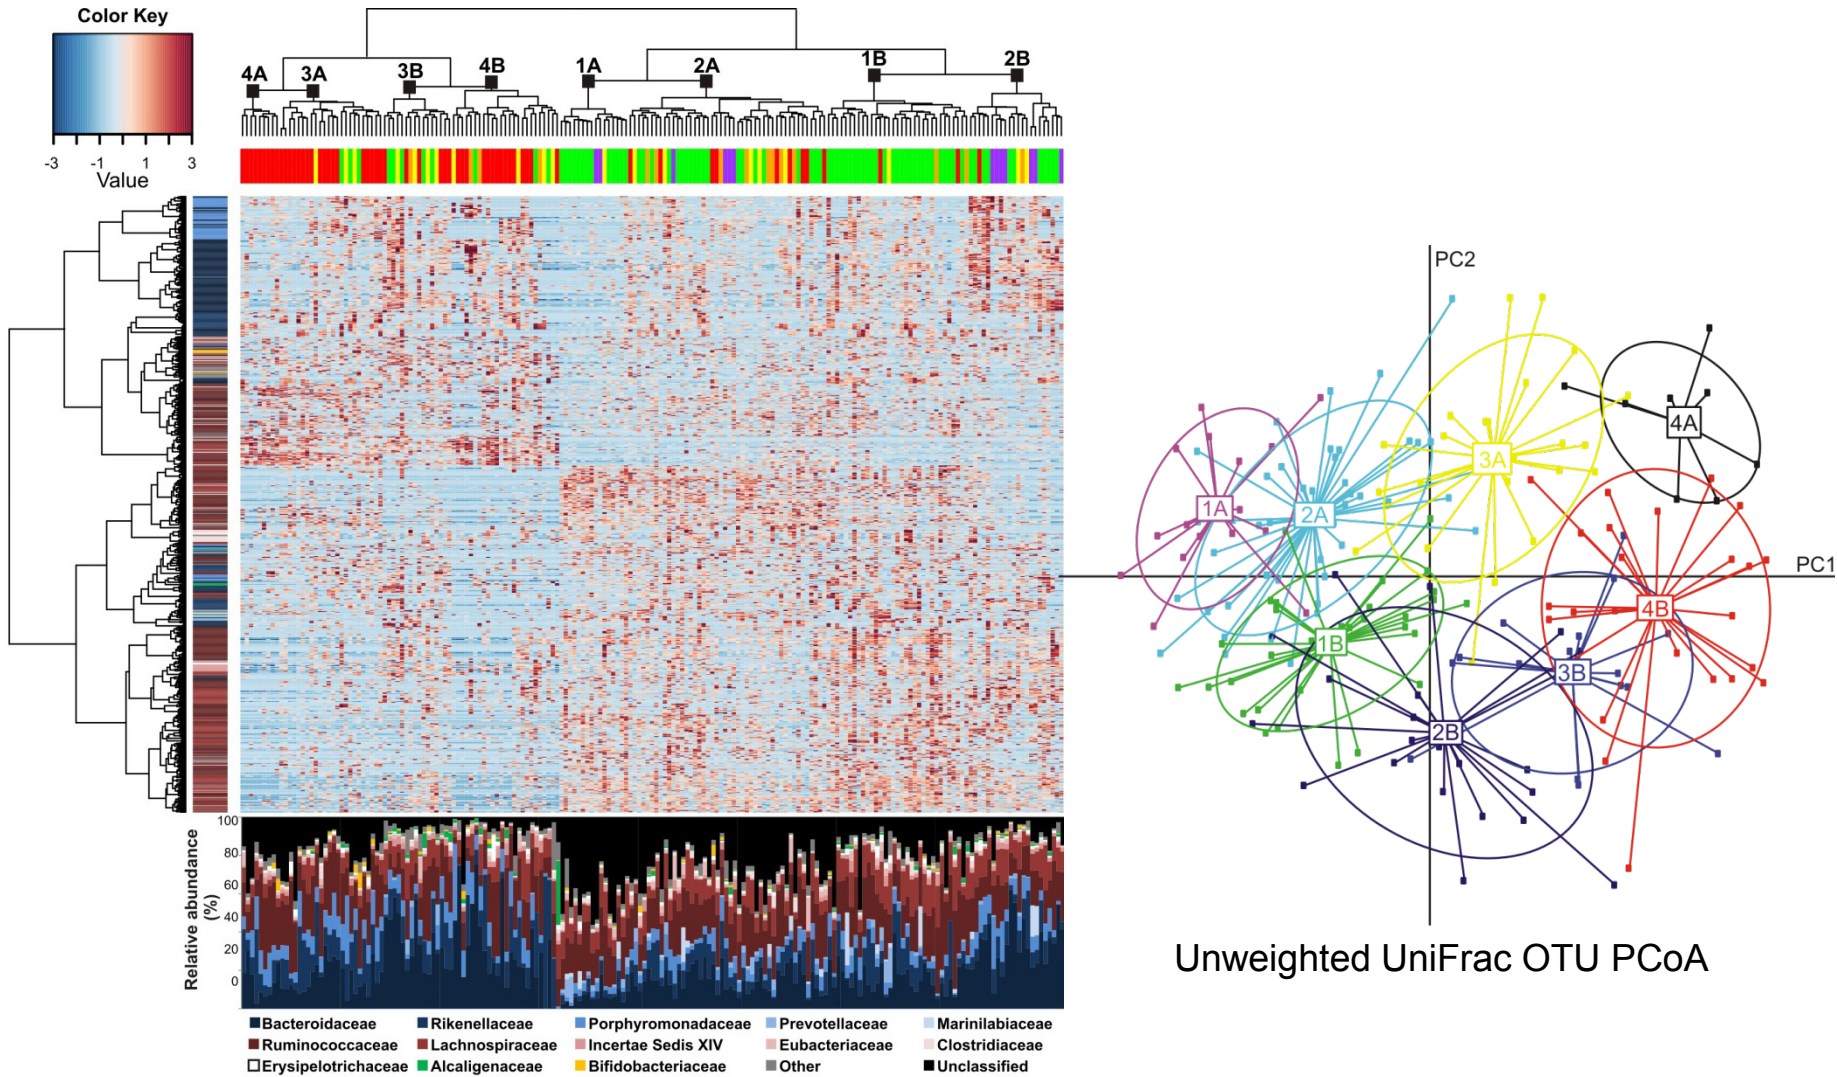 Color Key
-3 -1 1 3
Value
4A 3A 3B 4B 1A 2A 1B 2B
PC2
PC1
4A
3A
1A
2A
4B
1B
3B
2B
Relative abundance
(%)
100
80
60
40
20
0
Unweighted UniFrac OTU PCoA
Bacteroidaceae Rikenellaceae Porphyromonadaceae Prevotellaceae Marinilabiaceae
Ruminococcaceae Lachnospiraceae Incertae Sedis XIV Eubacteriaceae Clostridiaceae
Erysipelotrichaceae Alcaligenaceae Bifidobacteriaceae Other Unclassified